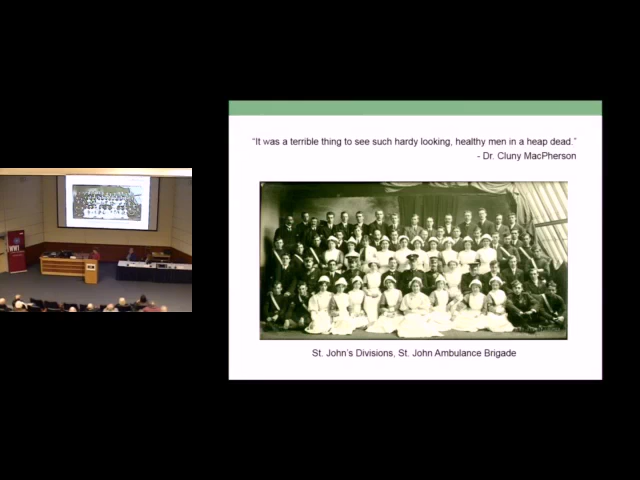 “It was a terrible thing to see such hardy looking, healthy men in a heap dead.”
- Dr. Cluny MacPherson
St. John’s Divisions, St. John Ambulance Brigade